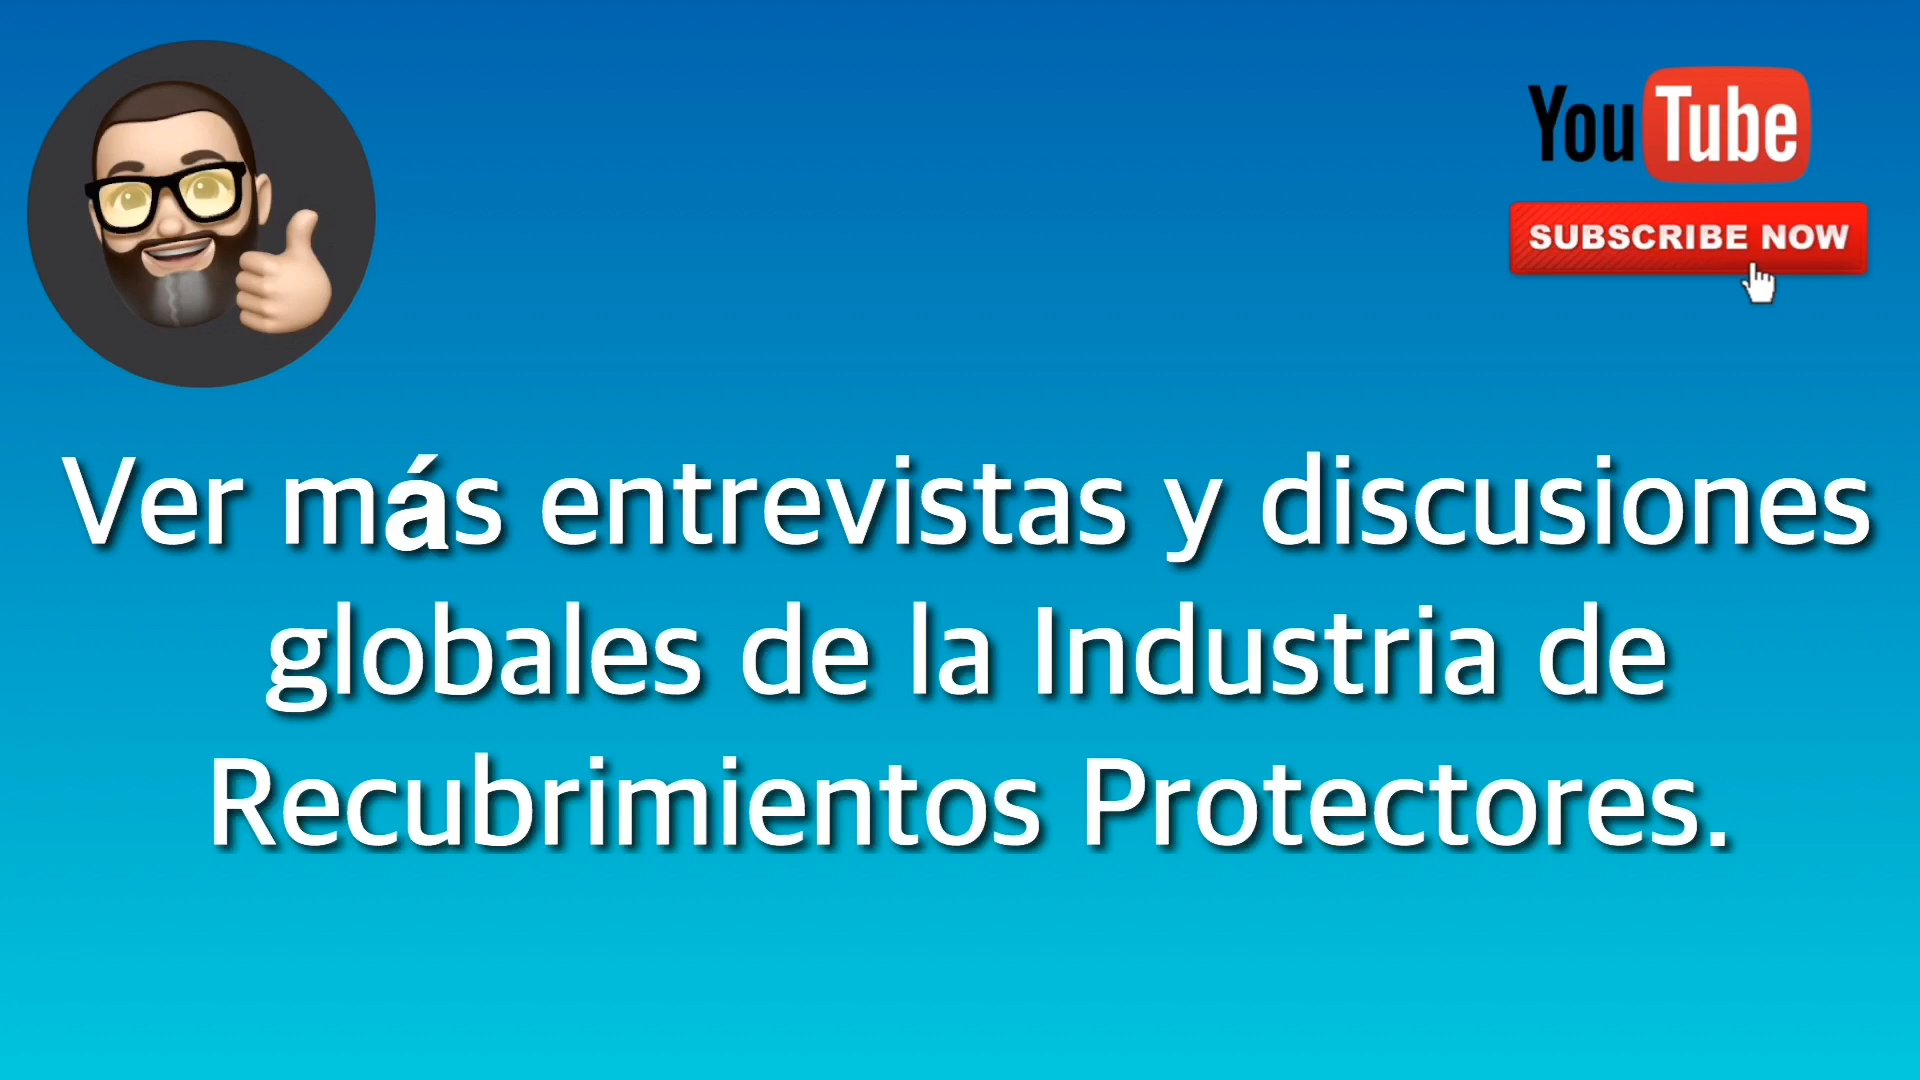 YouTube
SUBSCRIBE NOW
Ver más entrevistas y discusiones
globales de la Industria de
Recubrimientos Protectores.